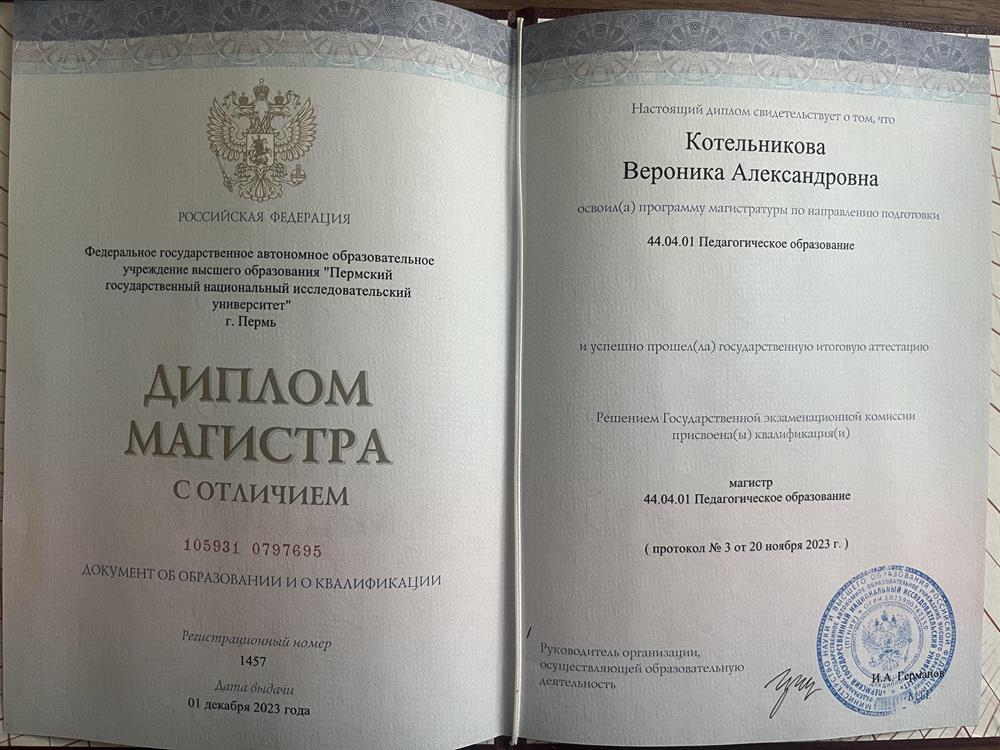 РОССИЙСКАЯ ФЕДЕРАЦИЯ
Федеральное государственное автономное образовательное
учреждение высшего образования "Пермский
государственный национальный исследовательский
университет"
г. Пермь
ДИПЛОМ
МАГИСТРА
С ОТЛИЧИЕМ
105931 0797695
ДОКУМЕНТ ОБ ОБРАЗОВАНИИ И О КВАЛИФИКАЦИИ
Регистрационный номер
1457
Дата выдачи
01 декабря 2023 года
Настоящий диплом свидетельствует о том, что
Котельникова
Вероника Александровна
освоил(а) программу магистратуры по направлению подготовки
44.04.01 Педагогическое образование
и успешно прошел(ла) государственную итоговую аттестацию
Решением Государственной экзаменационной комиссии
присвоена(ы) квалификация(и)
магистр
44.04.01 Педагогическое образование
( протокол № 3 от 20 ноября 2023 г. )
Руководитель организации,
осуществляющей образовательную
деятельность
И.А. Германов